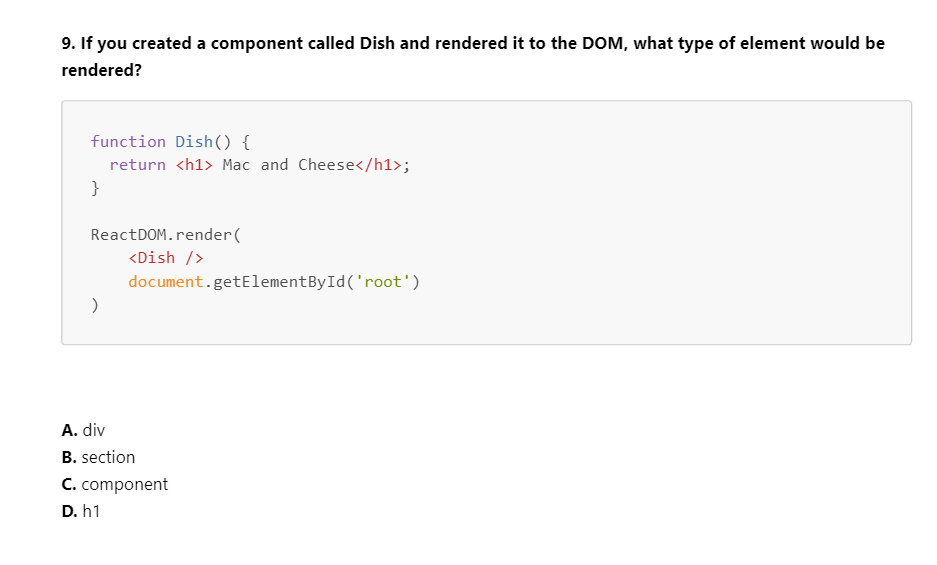 9. If you created a component called Dish and rendered it to the DOM, what type of element would be
rendered?
function Dish() {
  return <h1> Mac and Cheese</h1>;
}
ReactDOM.render(
    <Dish />
    document.getElementById('root')
)
A. div
B. section
C. component
D. h1